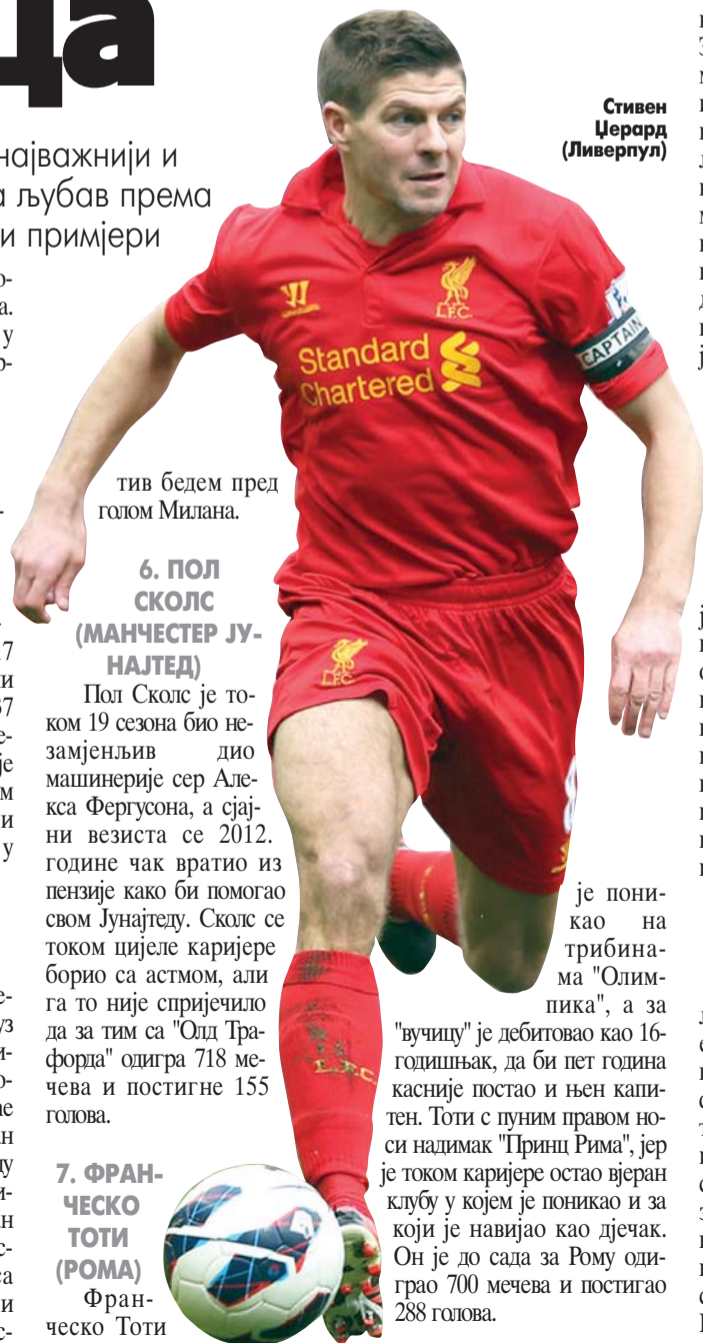 ца
најважнији и
љубав према
и примјери
Стивен
Џерард
(Ливерпул)
тив бедем пред
голом Милана.
6. ПОЛ
СКОЛС
(МАНЧЕСТЕР ЈУ-
НАЈТЕД)
Пол Сколс је то-
ком 19 сезона био не-
замјенљив дио
машинерије сер Але-
кса Фергусона, а сјај-
ни везиста се 2012.
године чак вратио из
пензије како би помогао
свом Јунајтеду. Сколс се
током цијеле каријере
борио са астмом, али
га то није спријечило
да за тим са "Олд Тра-
форда" одигра 718 ме-
чева и постигне 155
голова.
7. ФРАН-
ЧЕСКО
ТОТИ
(РОМА)
Фран-
ческо Тоти
је пони-
као на
трибина-
ма "Олим-
пика", а за
"вучицу" је дебитовао као 16-
годишњак, да би пет година
касније постао и њен капи-
тен. Тоти с пуним правом но-
си надимак "Принц Рима", јер
је током каријере остао вјеран
клубу у којем је поникао и за
који је навијао као дјечак.
Он је до сада за Рому оди-
грао 700 мечева и постигао
288 голова.
L.F.C.
Standard
Chartered
CAPTAIN
L.F.C.
8
L.F.C.